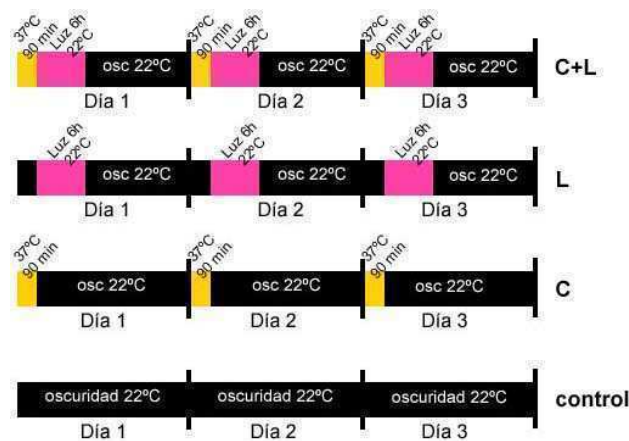 37ºC
90 min
Luz 6h
22ºC
osc 22ºC
37ºC
90 min
Luz 6h
22ºC
osc 22ºC
37ºC
90 min
Luz 6h
22ºC
osc 22ºC
C+L
Día 1
Día 2
Día 3
Luz 6h
22ºC
osc 22ºC
Luz 6h
22ºC
osc 22ºC
Luz 6h
22ºC
osc 22ºC
L
Día 1
Día 2
Día 3
37ºC
90 min
osc 22ºC
37ºC
90 min
osc 22ºC
37ºC
90 min
osc 22ºC
C
Día 1
Día 2
Día 3
oscuridad 22ºC
oscuridad 22ºC
oscuridad 22ºC
control
Día 1
Día 2
Día 3